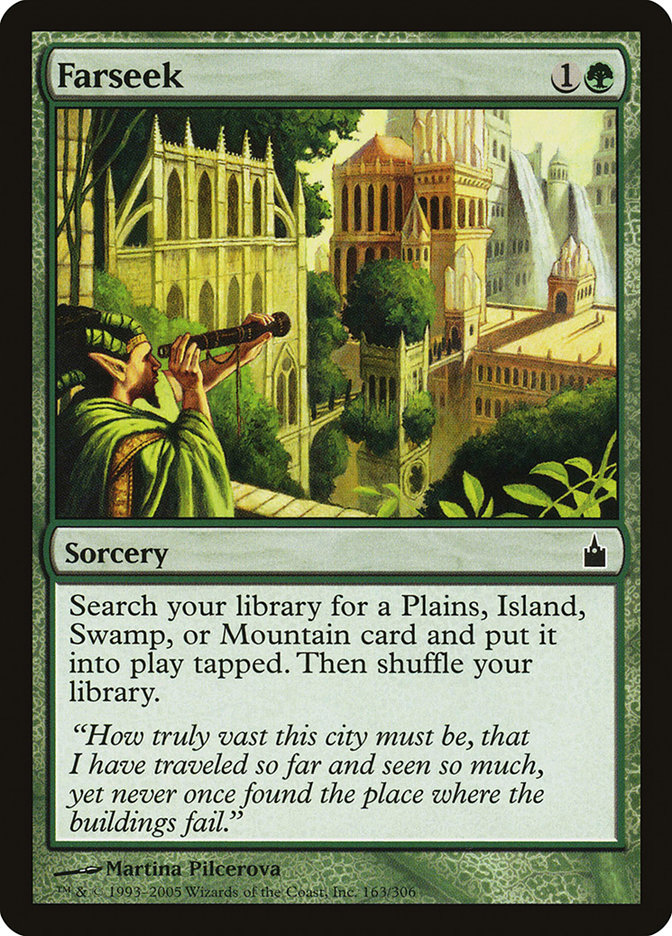 Farseek
1
Sorcery
Search your library for a Plains, Island,
Swamp, or Mountain card and put it
into play tapped. Then shuffle your
library.
“How truly vast this city must be, that
I have traveled so far and seen so much,
yet never once found the place where the
buildings fail.”
Martina Pilcerova
™ & © 1993–2005 Wizards of the Coast, Inc. 163/306